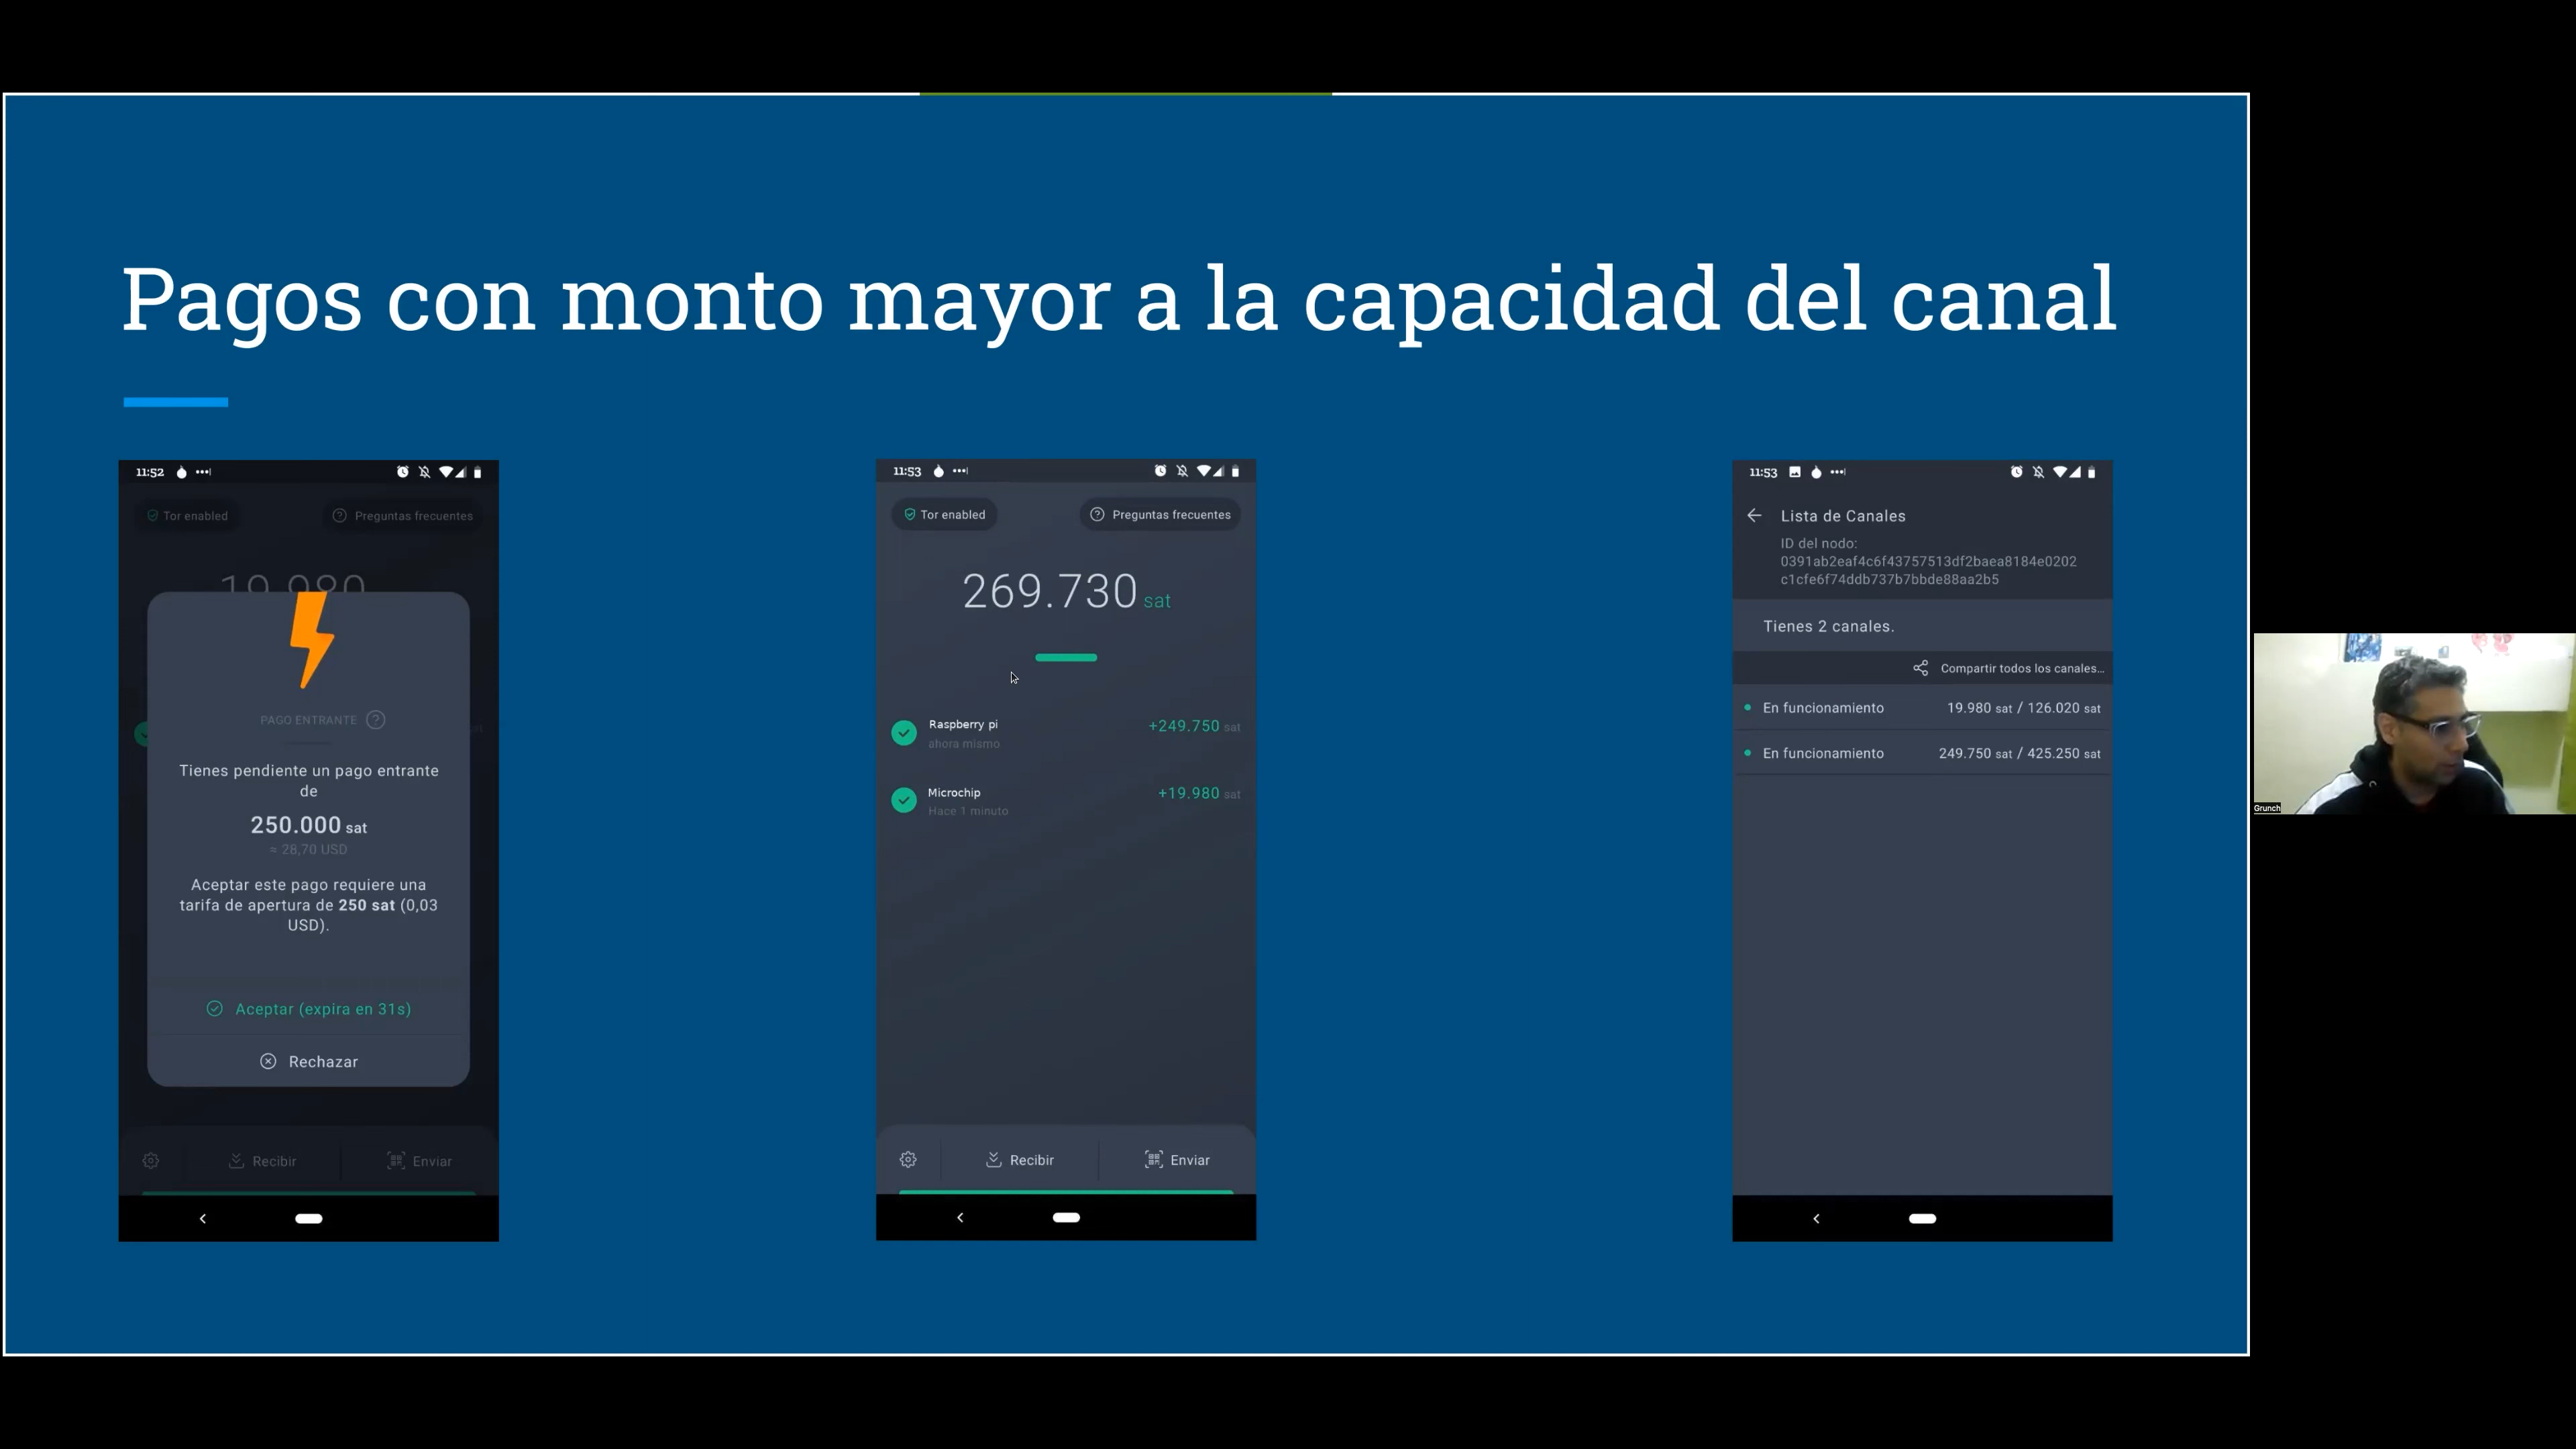 Pagos con monto mayor a la capacidad del canal
11:52
Tor enabled
Preguntas frecuentes
19.980
PAGO ENTRANTE
Tienes pendiente un pago entrante
de
250.000 sat
≈ 28,70 USD
Aceptar este pago requiere una
tarifa de apertura de 250 sat (0,03
USD).
Aceptar (expira en 31s)
Rechazar
Recibir
Enviar
11:53
Tor enabled
Preguntas frecuentes
269.730 sat
Raspberry pi
+249.750 sat
ahora mismo
Microchip
+19.980 sat
Hace 1 minuto
Recibir
Enviar
11:53
Lista de Canales
ID del nodo:
0391ab2eaf4c6f43757513df2baea8184e0202
c1cfe6f74ddb737b7bbde88aa2b5
Tienes 2 canales.
Compartir todos los canales...
En funcionamiento 19.980 sat / 126.020 sat
En funcionamiento 249.750 sat / 425.250 sat
Grunch